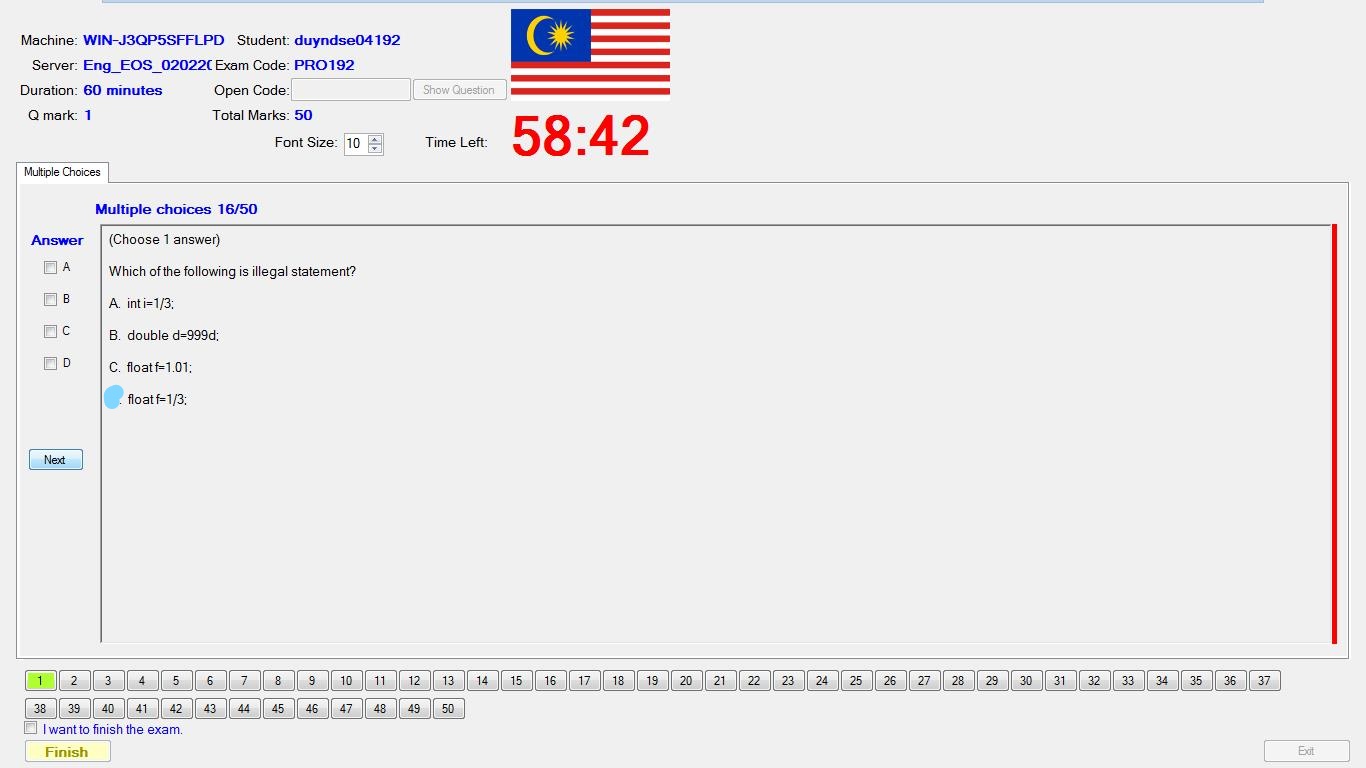 Machine: WIN-J3QP5SFFLPD Student: duyndse04192
Server: Eng_EOS_020220 Exam Code: PRO192
Duration: 60 minutes Open Code: Show Question
Q mark: 1 Total Marks: 50
Font Size: 10 Time Left: 58:42
Multiple Choices
Multiple choices 16/50
Answer
(Choose 1 answer)
A
Which of the following is illegal statement?
B
A. int i=1/3;
C
B. double d=999d;
D
C. float f=1.01;
. float f=1/3;
Next
1 2 3 4 5 6 7 8 9 10 11 12 13 14 15 16 17 18 19 20 21 22 23 24 25 26 27 28 29 30 31 32 33 34 35 36 37
38 39 40 41 42 43 44 45 46 47 48 49 50
I want to finish the exam.
Finish Exit